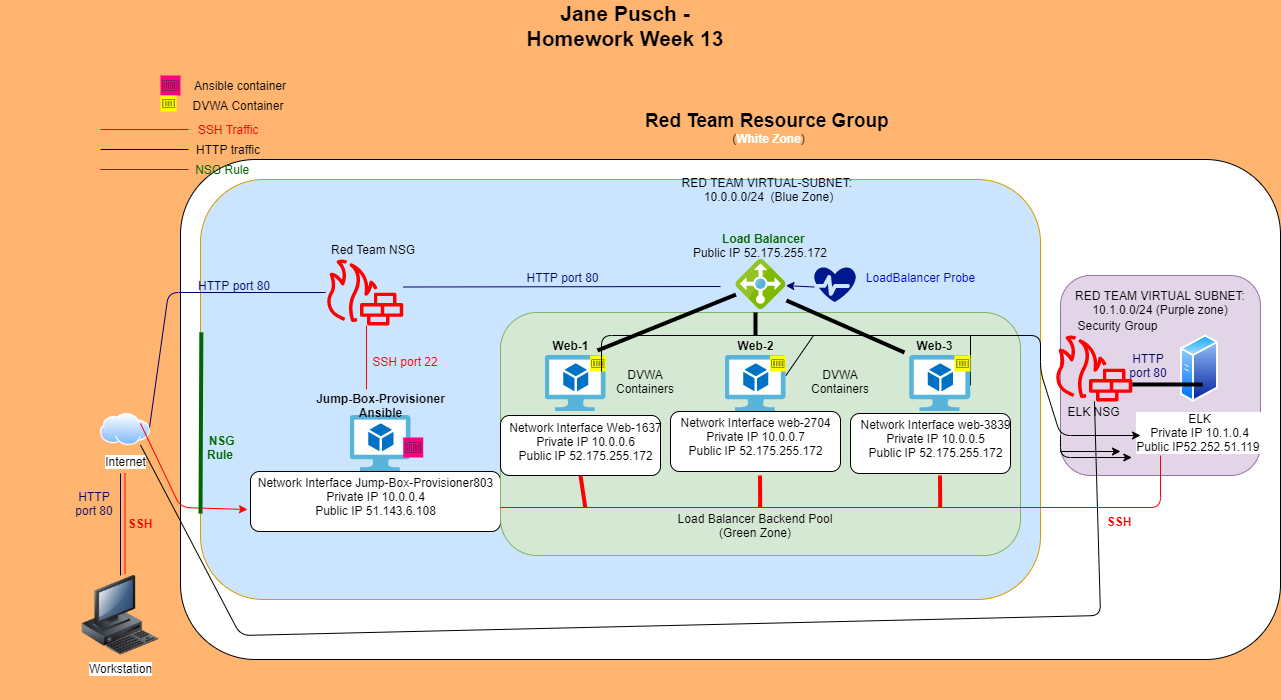 Jane Pusch -
Homework Week 13
Ansible container
DVWA Container
SSH Traffic
HTTP traffic
NSG Rule
Red Team Resource Group
(White Zone)
RED TEAM VIRTUAL-SUBNET:
10.0.0.0/24 (Blue Zone)
Red Team NSG
Load Balancer
Public IP 52.175.255.172
HTTP port 80
HTTP port 80
LoadBalancer Probe
RED TEAM VIRTUAL SUBNET:
10.1.0.0/24 (Purple zone)
Security Group
Web-1
Web-2
Web-3
SSH port 22
DVWA
Containers
DVWA
Containers
HTTP
port 80
Jump-Box-Provisioner
Ansible
ELK NSG
Network Interface Web-1637
Private IP 10.0.0.6
Public IP 52.175.255.172
Network Interface web-2704
Private IP 10.0.0.7
Public IP 52.175.255.172
Network Interface web-3839
Private IP 10.0.0.5
Public IP 52.175.255.172
ELK
Private IP 10.1.0.4
Public IP52.252.51.119
NSG
Rule
Internet
Network Interface Jump-Box-Provisioner803
Private IP 10.0.0.4
Public IP 51.143.6.108
HTTP
port 80
SSH
Load Balancer Backend Pool
(Green Zone)
SSH
Workstation